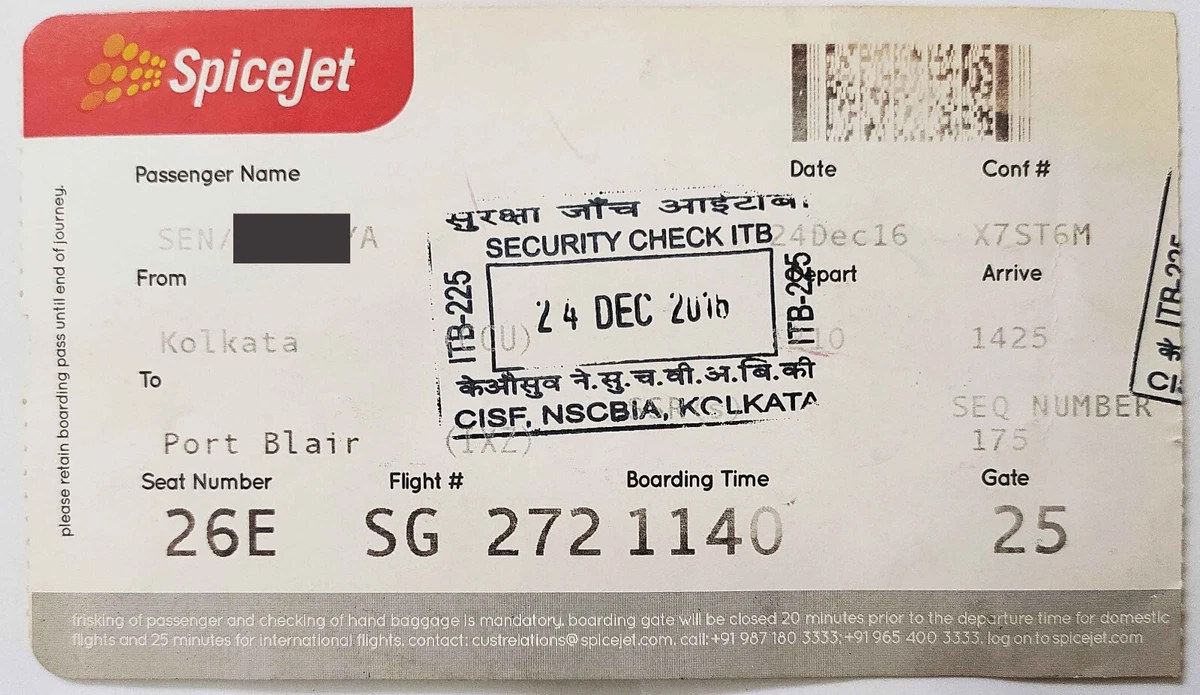 SpiceJet
Passenger Name
Date
Conf #
SEN/ /A
24Dec16
X7ST6M
From
Depart
Arrive
Kolkata
1425
To
SEQ NUMBER
Port Blair
(IXZ)
175
Seat Number
Flight #
Boarding Time
Gate
26E
SG 272
1140
25
सुरक्षा जाँच
SECURITY CHECK ITB
ITB-225
24 DEC 2016
ITB-225
के औसुब ने.सु.च.बी.अ.बि.की
CISF, NSCBIA, KOLKATA
ITB-225
please retain boarding pass until end of journey.
frisking of passenger and checking of hand baggage is mandatory, boarding gate will be closed 20 minutes prior to the departure time for domestic
flights and 25 minutes for international flights. contact: custrelations@spicejet.com. call:+91 987 180 3333;+91 965 400 3333. log on to spicejet.com